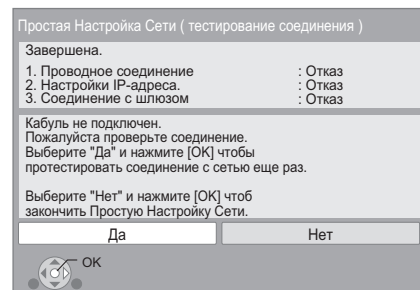 Простая Настройка Сети ( тестирование соединения )
Завершена.
1. Проводное соединение : Отказ
2. Настройки IP-адреса. : Отказ
3. Соединение с шлюзом : Отказ
Кабуль не подключен.
Пожалуйста проверьте соединение.
Выберите "Да" и нажмите [OK] чтобы
протестировать соединение с сетью еще раз.
Выберите "Нет" и нажмите [OK] чтоб
закончить Простую Настройку Сети.
Да Нет
OK